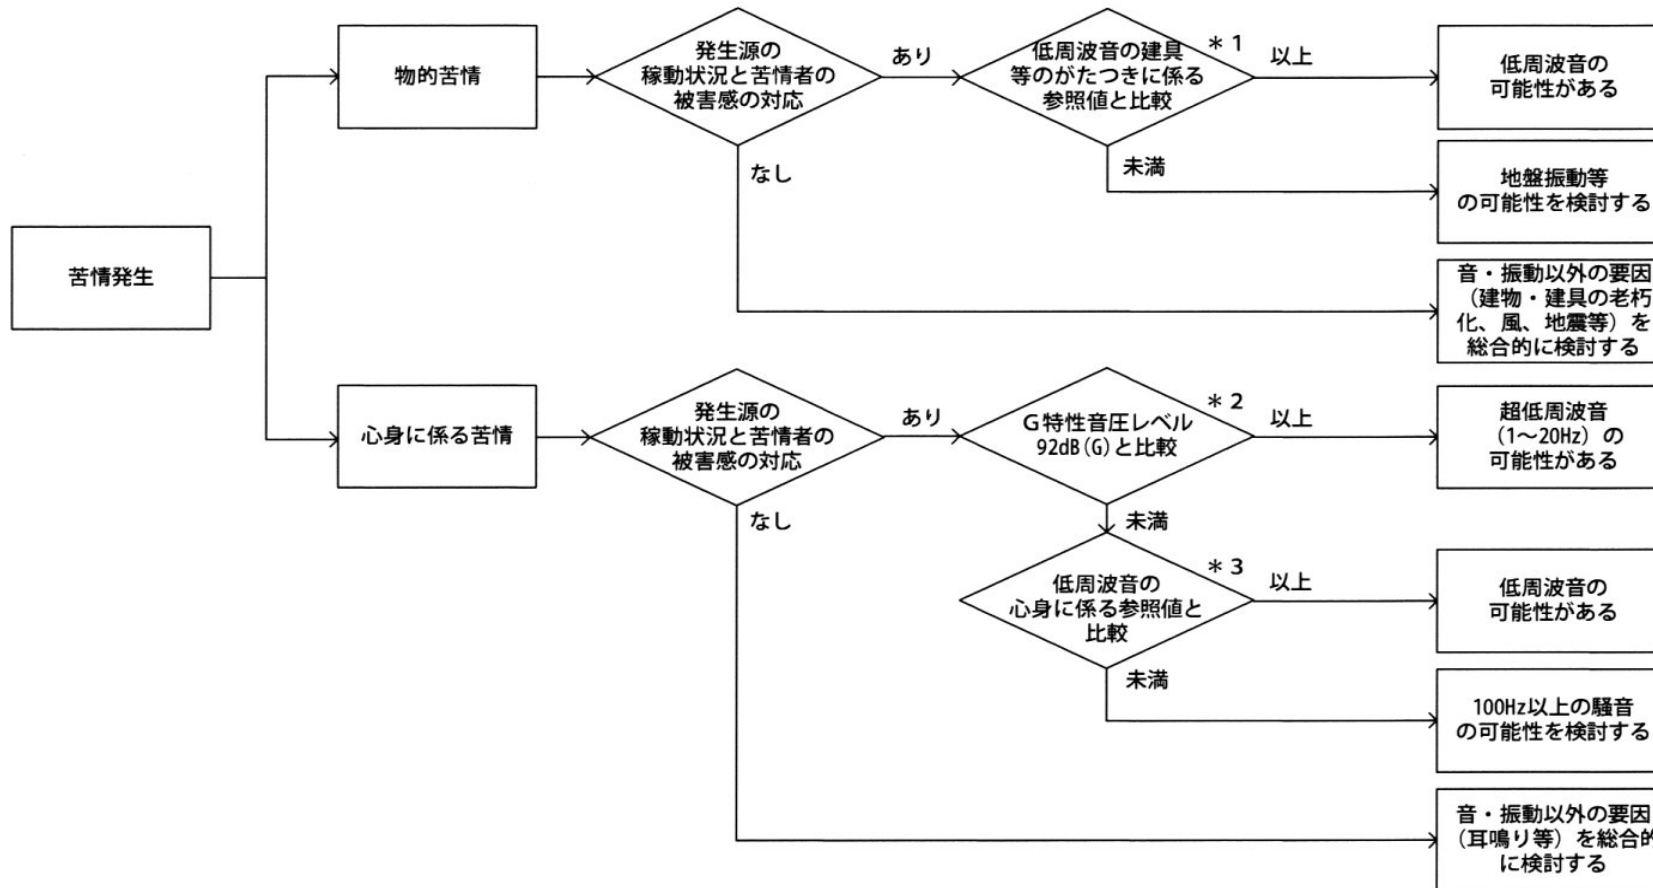 物的苦情
発生源の
稼動状況と苦情者の
被害感の対応
あり
なし
低周波音の建具
等のがたつきに係る
参照値と比較
＊1
以上
未満
低周波音の
可能性がある
地盤振動等
の可能性を検討する
音・振動以外の要因
（建物・建具の老朽
化、風、地震等）を
総合的に検討する
苦情発生
心身に係る苦情
発生源の
稼動状況と苦情者の
被害感の対応
あり
なし
G特性音圧レベル
92dB(G)と比較
＊2
以上
未満
超低周波音
（1～20Hz）の
可能性がある
低周波音の
心身に係る参照値と
比較
＊3
以上
未満
低周波音の
可能性がある
100Hz以上の騒音
の可能性を検討する
音・振動以外の要因
（耳鳴り等）を総合的
に検討する